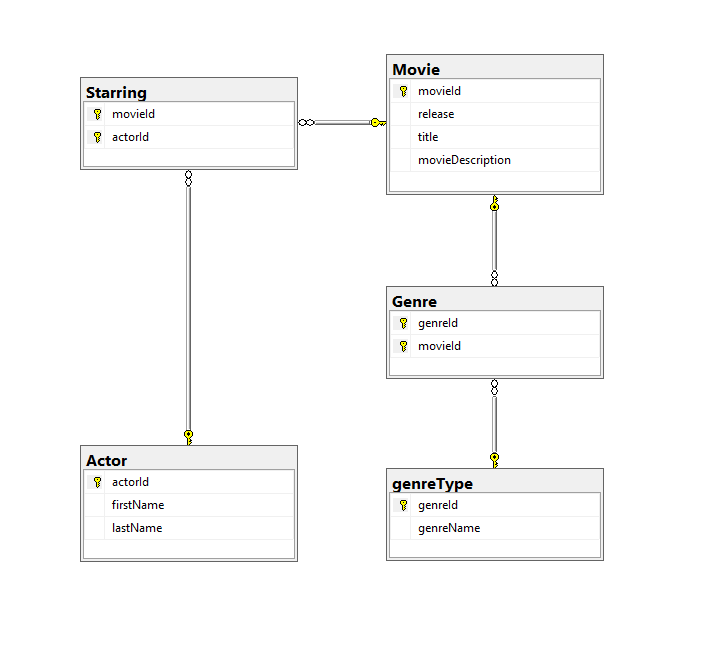 Starring
movieId
actorId
Movie
movieId
release
title
movieDescription
Genre
genreId
movieId
Actor
actorId
firstName
lastName
genreType
genreId
genreName